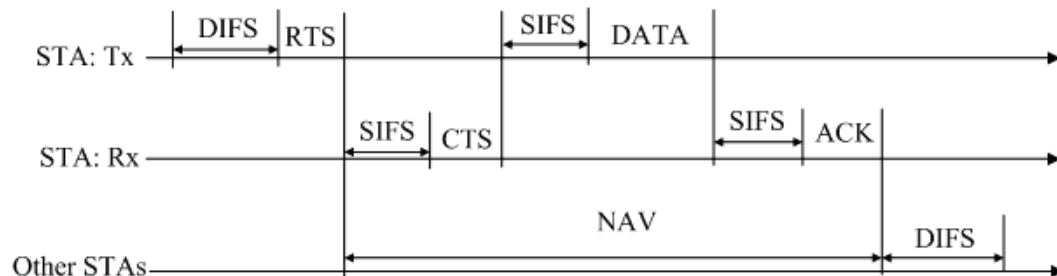 DIFS RTS SIFS DATA
STA: Tx
SIFS CTS SIFS ACK
STA: Rx
NAV DIFS
Other STAs